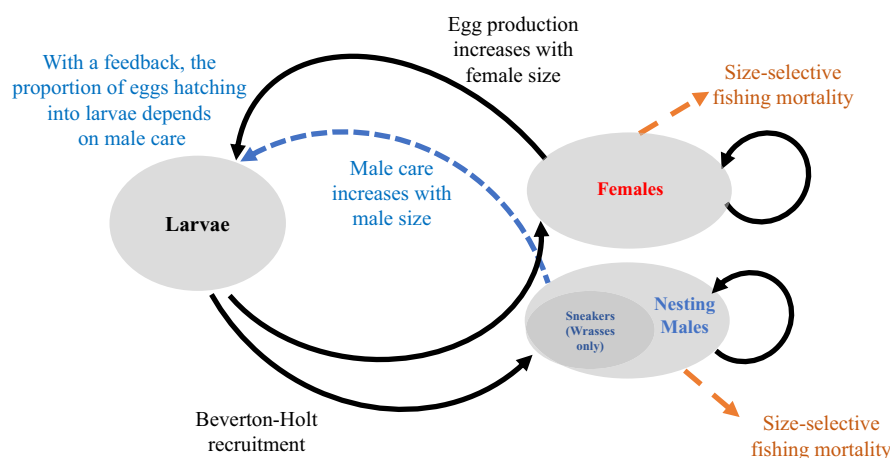 Egg production
increases with
female size
With a feedback, the
proportion of eggs hatching
into larvae depends
on male care
Size-selective
fishing mortality
Male care
increases with
male size
Females
Larvae
Sneakers
(Wrasses
only)
Nesting
Males
Beverton-Holt
recruitment
Size-selective
fishing mortality